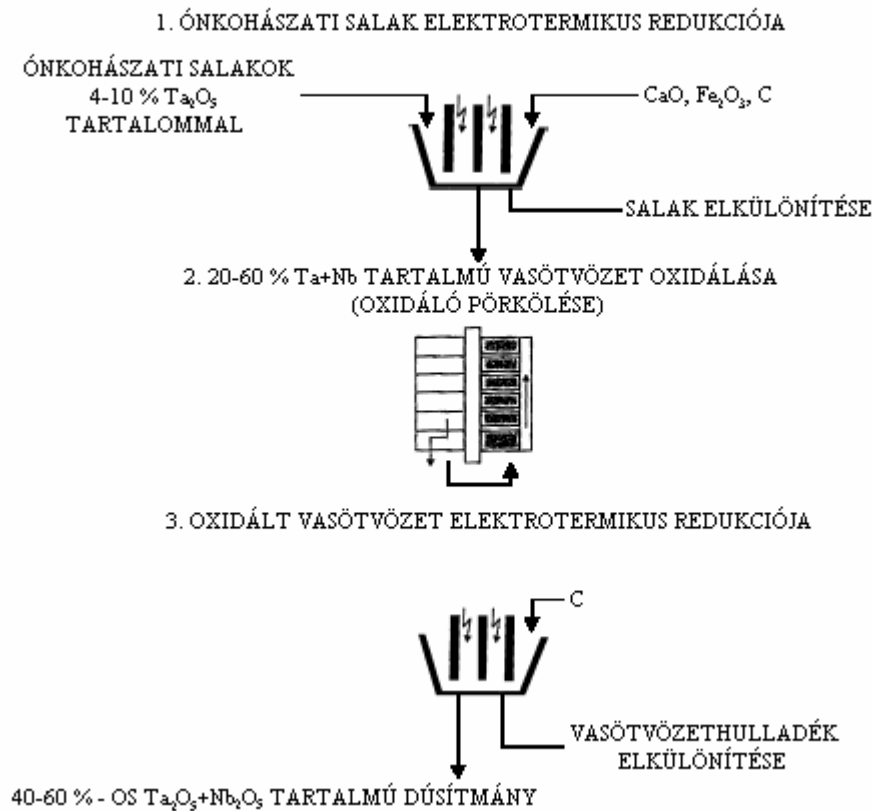 1. ÓNKOHÁSZATI SALAK ELEKTROTERMIKUS REDUKCIÓJA
ÓNKOHÁSZATI SALAKOK
4-10 % Ta₂O₅
TARTALOMMAL
CaO, Fe₂O₃, C
SALAK ELKÜLÖNÍTÉSE
2. 20-60 % Ta+Nb TARTALMÚ VASÖTVÖZET OXIDÁLÁSA
(OXIDÁLÓ PÖRKÖLÉSE)
3. OXIDÁLT VASÖTVÖZET ELEKTROTERMIKUS REDUKCIÓJA
C
VASÖTVÖZETHULLADÉK
ELKÜLÖNÍTÉSE
40-60 % - OS Ta₂O₅+Nb₂O₅ TARTALMÚ DÚSÍTMÁNY